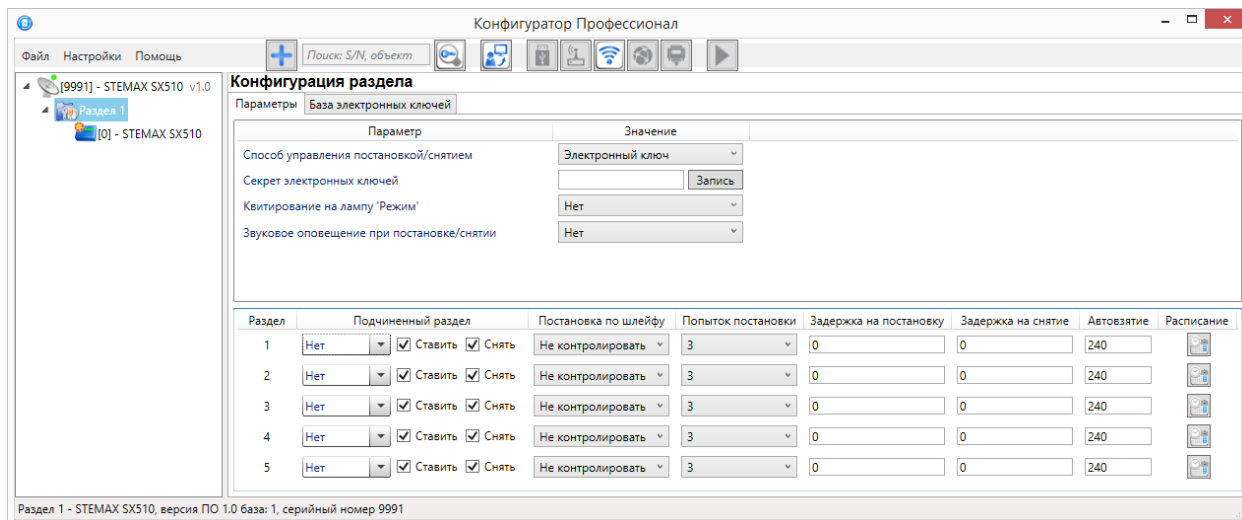 Конфигуратор Профессионал
Файл Настройки Помощь Поиск: S/N, объект
[9991] - STEMAX SX510 v1.0
Раздел 1
[0] - STEMAX SX510
Конфигурация раздела
Параметры База электронных ключей
Параметр Значение
Способ управления постановкой/снятием Электронный ключ
Секрет электронных ключей Запись
Квитирование на лампу 'Режим' Нет
Звуковое оповещение при постановке/снятии Нет
Раздел Подчиненный раздел Постановка по шлейфу Попыток постановки Задержка на постановку Задержка на снятие Автовзятие Расписание
1 Нет Ставить Снять Не контролировать 3 0 0 240
2 Нет Ставить Снять Не контролировать 3 0 0 240
3 Нет Ставить Снять Не контролировать 3 0 0 240
4 Нет Ставить Снять Не контролировать 3 0 0 240
5 Нет Ставить Снять Не контролировать 3 0 0 240
Раздел 1 - STEMAX SX510, версия ПО 1.0 база: 1, серийный номер 9991